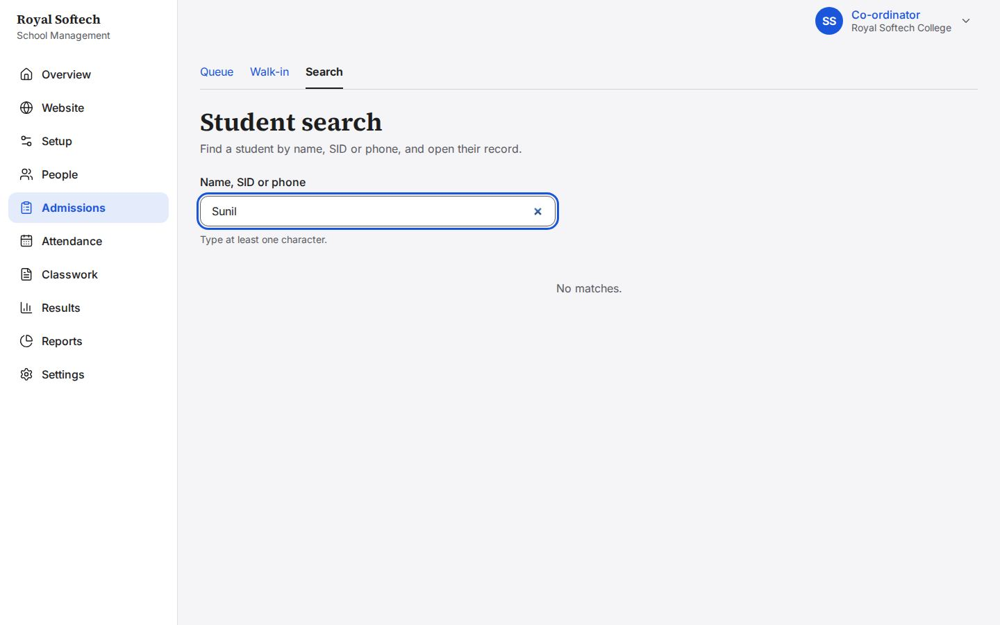 Royal Softech
School Management
Overview
Website
Setup
People
Admissions
Attendance
Classwork
Results
Reports
Settings
SS
Co-ordinator
Royal Softech College
Queue Walk-in Search
Student search
Find a student by name, SID or phone, and open their record.
Name, SID or phone
Sunil
Type at least one character.
No matches.